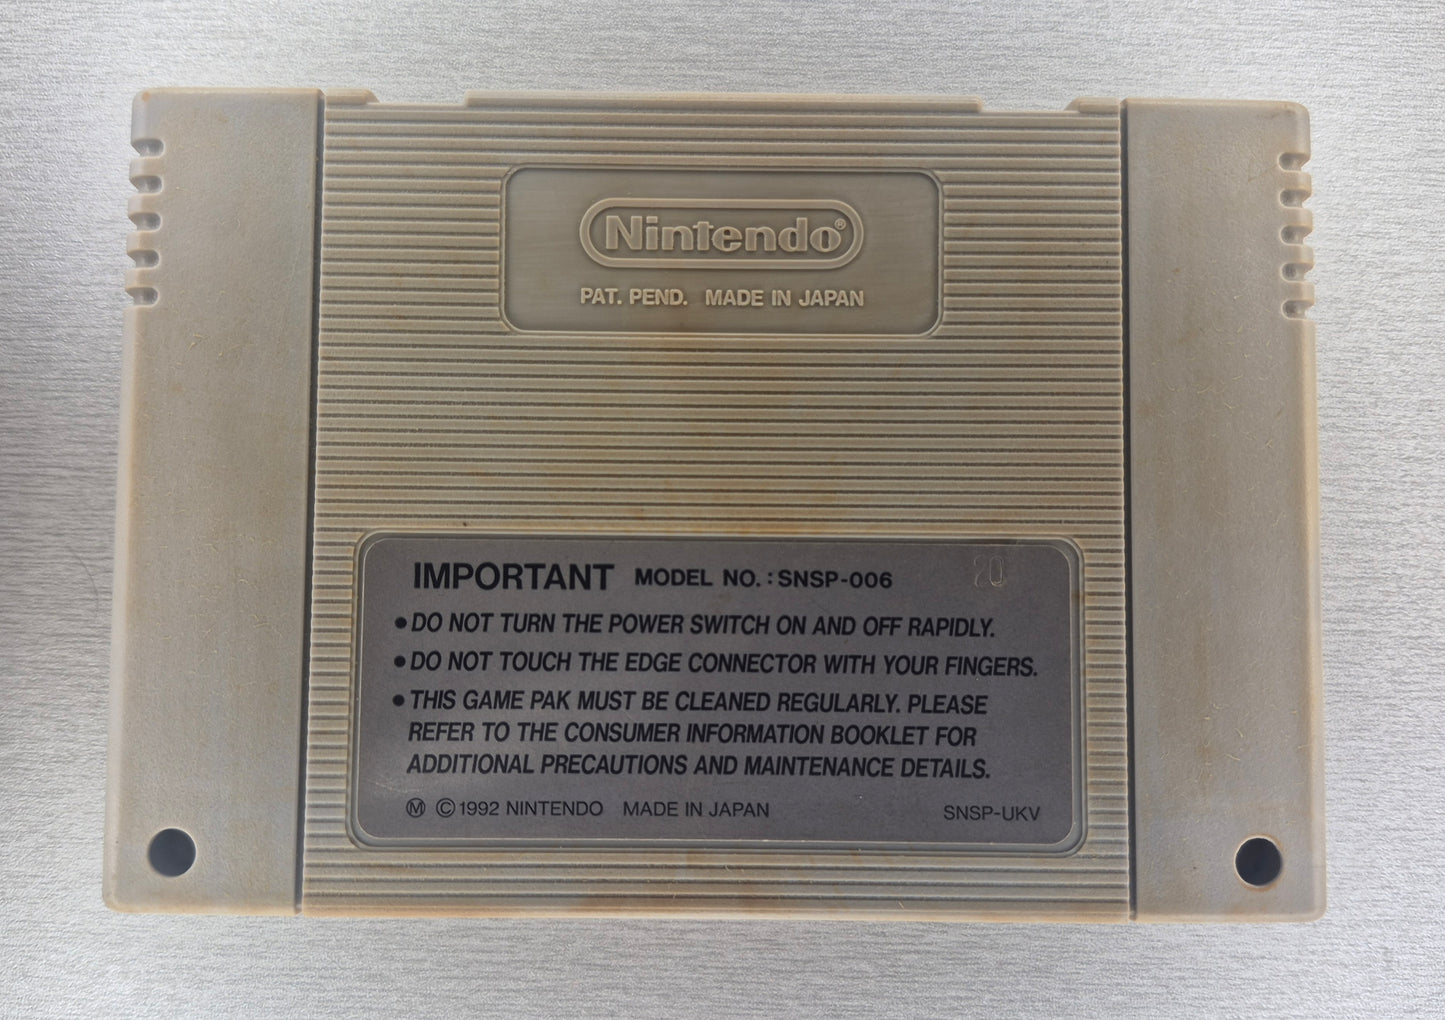 Nintendo®
PAT. PEND. MADE IN JAPAN
IMPORTANT MODEL NO. : SNSP-006 20
● DO NOT TURN THE POWER SWITCH ON AND OFF RAPIDLY.
● DO NOT TOUCH THE EDGE CONNECTOR WITH YOUR FINGERS.
● THIS GAME PAK MUST BE CLEANED REGULARLY. PLEASE
REFER TO THE CONSUMER INFORMATION BOOKLET FOR
ADDITIONAL PRECAUTIONS AND MAINTENANCE DETAILS.
Ⓜ © 1992 NINTENDO MADE IN JAPAN SNSP-UKV